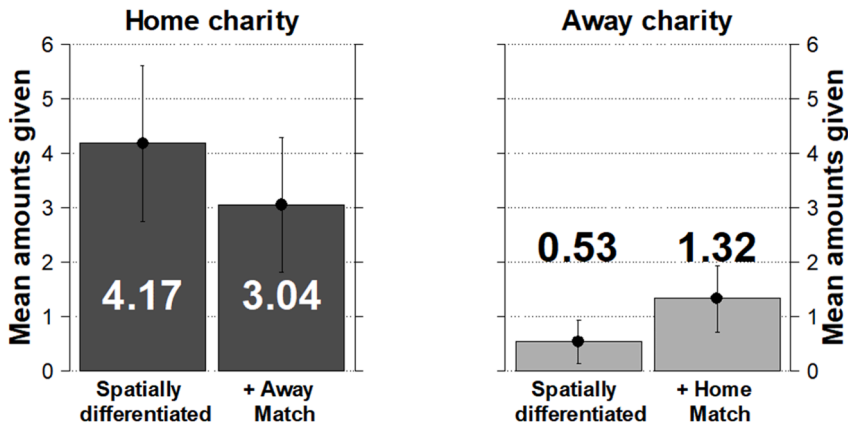 Home charity
Mean amounts given
6
5
4
3
2
1
0
4.17
3.04
Spatially
differentiated
+ Away
Match
Away charity
Mean amounts given
6
5
4
3
2
1
0
0.53
1.32
Spatially
differentiated
+ Home
Match